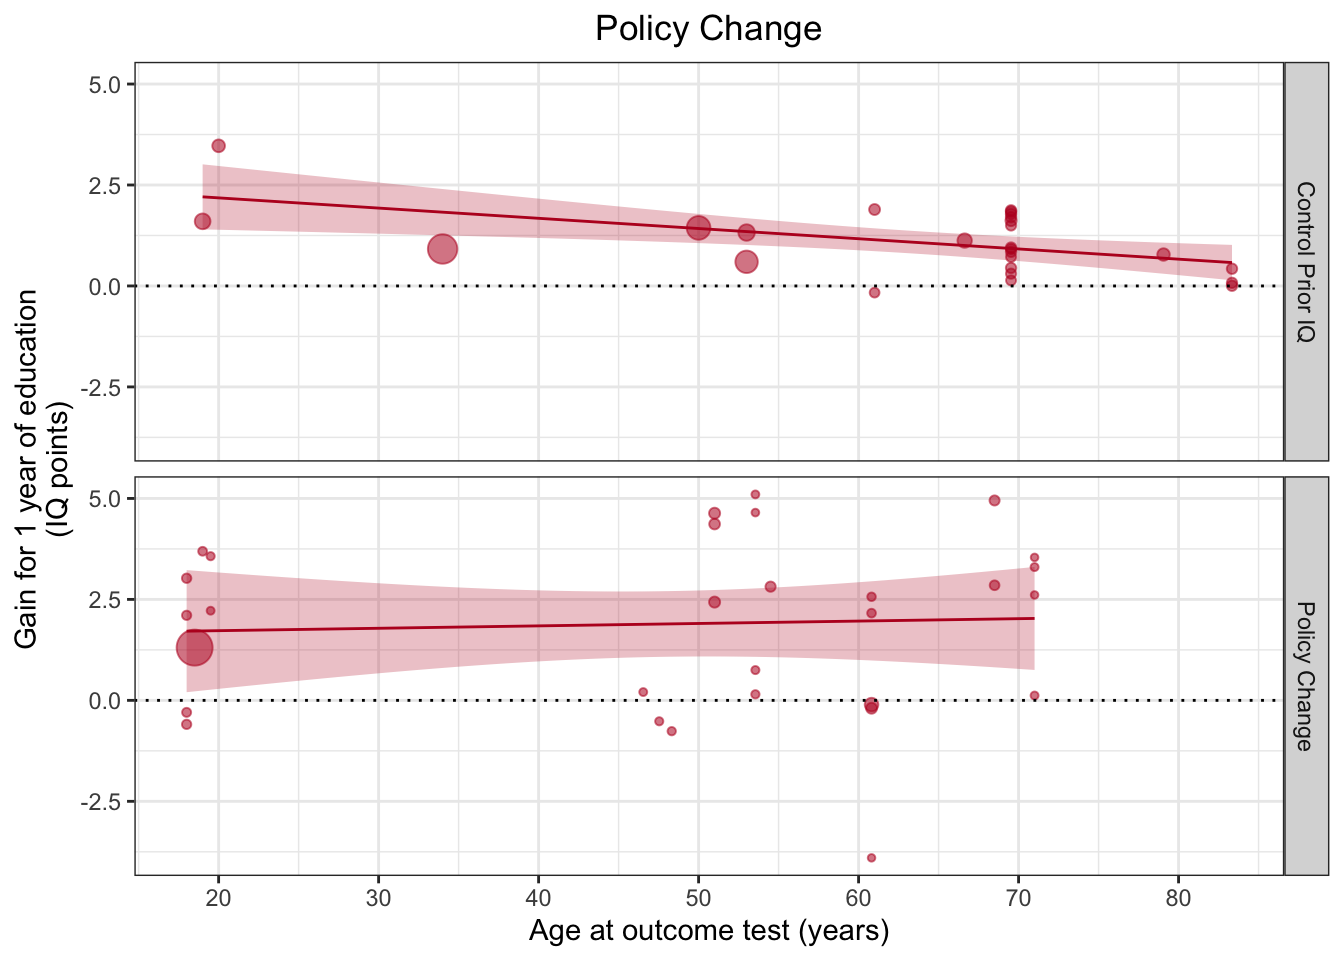 Policy Change
Gain for 1 year of education
(IQ points)
5.0
2.5
0.0
-2.5
Control Prior IQ
5.0
2.5
0.0
-2.5
Policy Change
20 30 40 50 60 70 80
Age at outcome test (years)